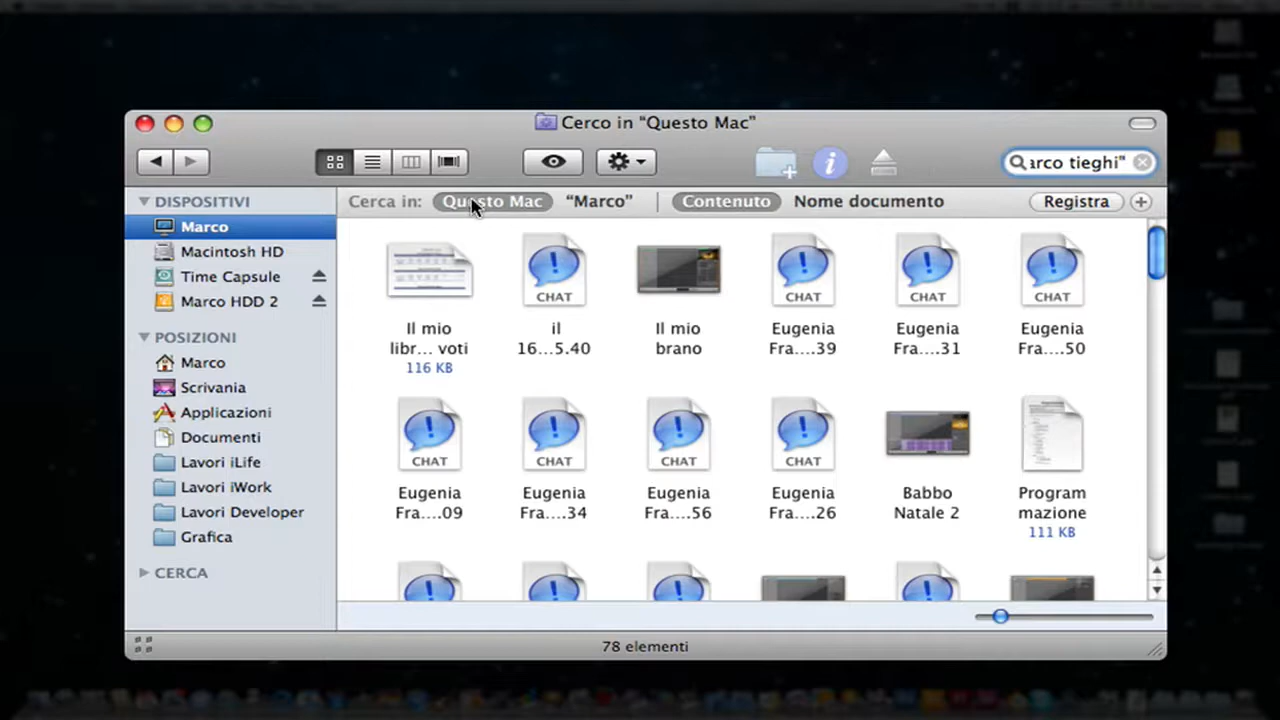 Cerco in “Questo Mac”
arco tieghi"
DISPOSITIVI
Marco
Macintosh HD
Time Capsule
Marco HDD 2
POSIZIONI
Marco
Scrivania
Applicazioni
Documenti
Lavori iLife
Lavori iWork
Lavori Developer
Grafica
CERCA
Cerca in: Questo Mac “Marco” Contenuto Nome documento Registra
CHAT
CHAT
CHAT
CHAT
Il mio
libr... voti
116 KB
il
16...5.40
Il mio
brano
Eugenia
Fra....39
Eugenia
Fra....31
Eugenia
Fra....50
CHAT
CHAT
CHAT
CHAT
Eugenia
Fra....09
Eugenia
Fra....34
Eugenia
Fra....56
Eugenia
Fra....26
Babbo
Natale 2
Program
mazione
111 KB
78 elementi